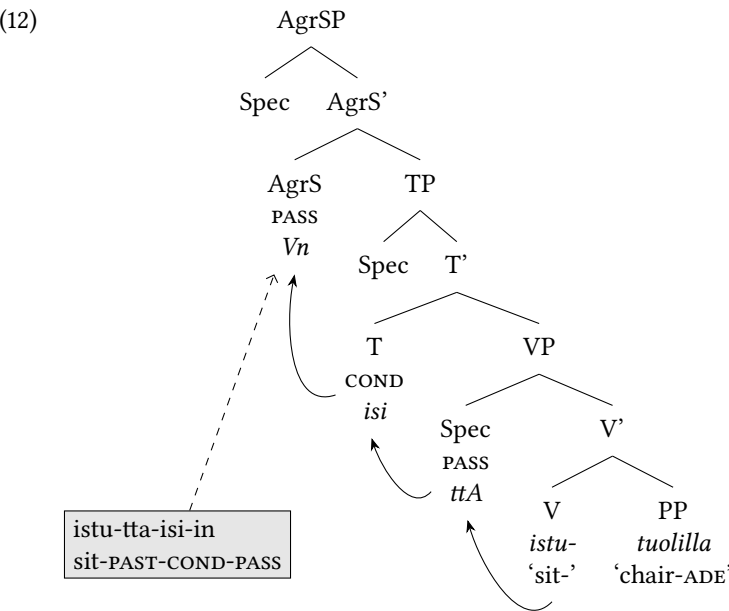 (12)
AgrSP
Spec AgrS’
AgrS TP
PASS
Vn
Spec T’
T VP
COND
isi
Spec V’
PASS
ttA
V PP
istu- tuolilla
‘sit-’ ‘chair-ADE’
istu-tta-isi-in
sit-PAST-COND-PASS